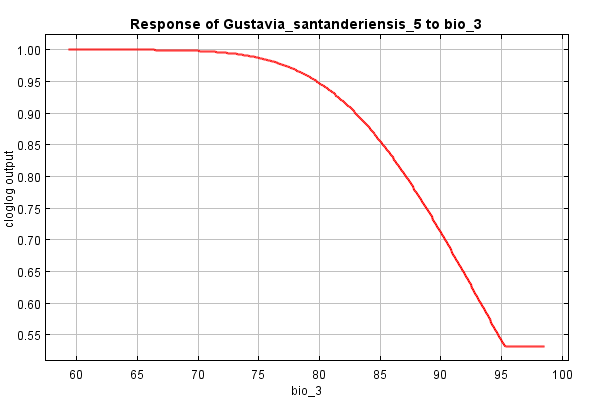 Response of Gustavia_santanderiensis_5 to bio_3
cloglog output
1.00
0.95
0.90
0.85
0.80
0.75
0.70
0.65
0.60
0.55
60 65 70 75 80 85 90 95 100
bio_3